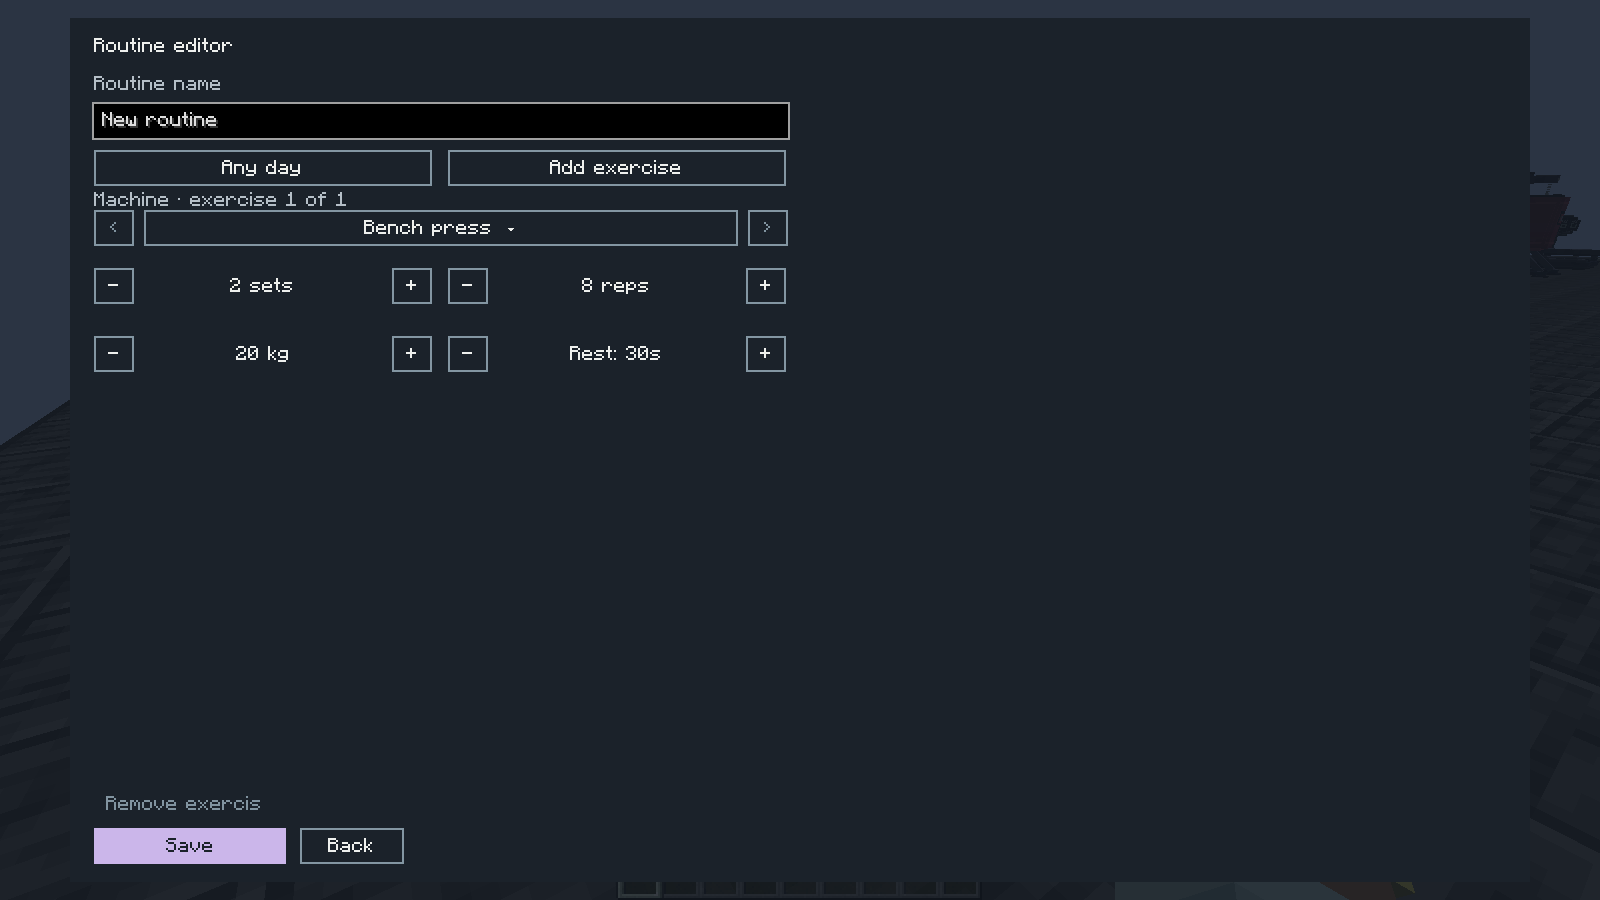 Routine editor
Routine name
New routine
Any day
Add exercise
Machine · exercise 1 of 1
< Bench press ▾ >
- 2 sets + - 8 reps +
- 20 kg + - Rest: 30s +
Remove exercis
Save
Back